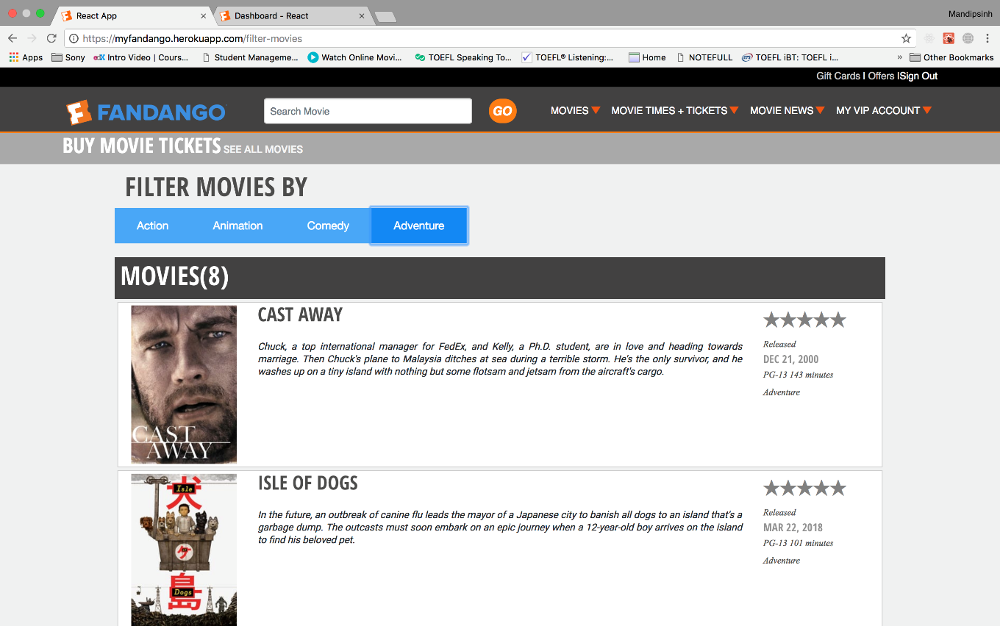 React App
Dashboard - React
Mandipsinh
https://myfandango.herokuapp.com/filter-movies
Apps Sony edX Intro Video | Cours... Student Manageme... Watch Online Movi... TOEFL Speaking To... TOEFL® Listening:... Home NOTEFULL ETS TOEFL iBT: TOEFL i... » Other Bookmarks
Gift Cards I Offers ISign Out
F FANDANGO Search Movie GO MOVIES MOVIE TIMES + TICKETS MOVIE NEWS MY VIP ACCOUNT
BUY MOVIE TICKETS SEE ALL MOVIES
FILTER MOVIES BY
Action Animation Comedy Adventure
MOVIES(8)
CAST AWAY
Chuck, a top international manager for FedEx, and Kelly, a Ph.D. student, are in love and heading towards
marriage. Then Chuck's plane to Malaysia ditches at sea during a terrible storm. He's the only survivor, and he
washes up on a tiny island with nothing but some flotsam and jetsam from the aircraft's cargo.
Released
DEC 21, 2000
PG-13 143 minutes
Adventure
CAST
AWAY
ISLE OF DOGS
In the future, an outbreak of canine flu leads the mayor of a Japanese city to banish all dogs to an island that's a
garbage dump. The outcasts must soon embark on an epic journey when a 12-year-old boy arrives on the island
to find his beloved pet.
Released
MAR 22, 2018
PG-13 101 minutes
Adventure
犬
Isle
of
ケ
島
Dogs